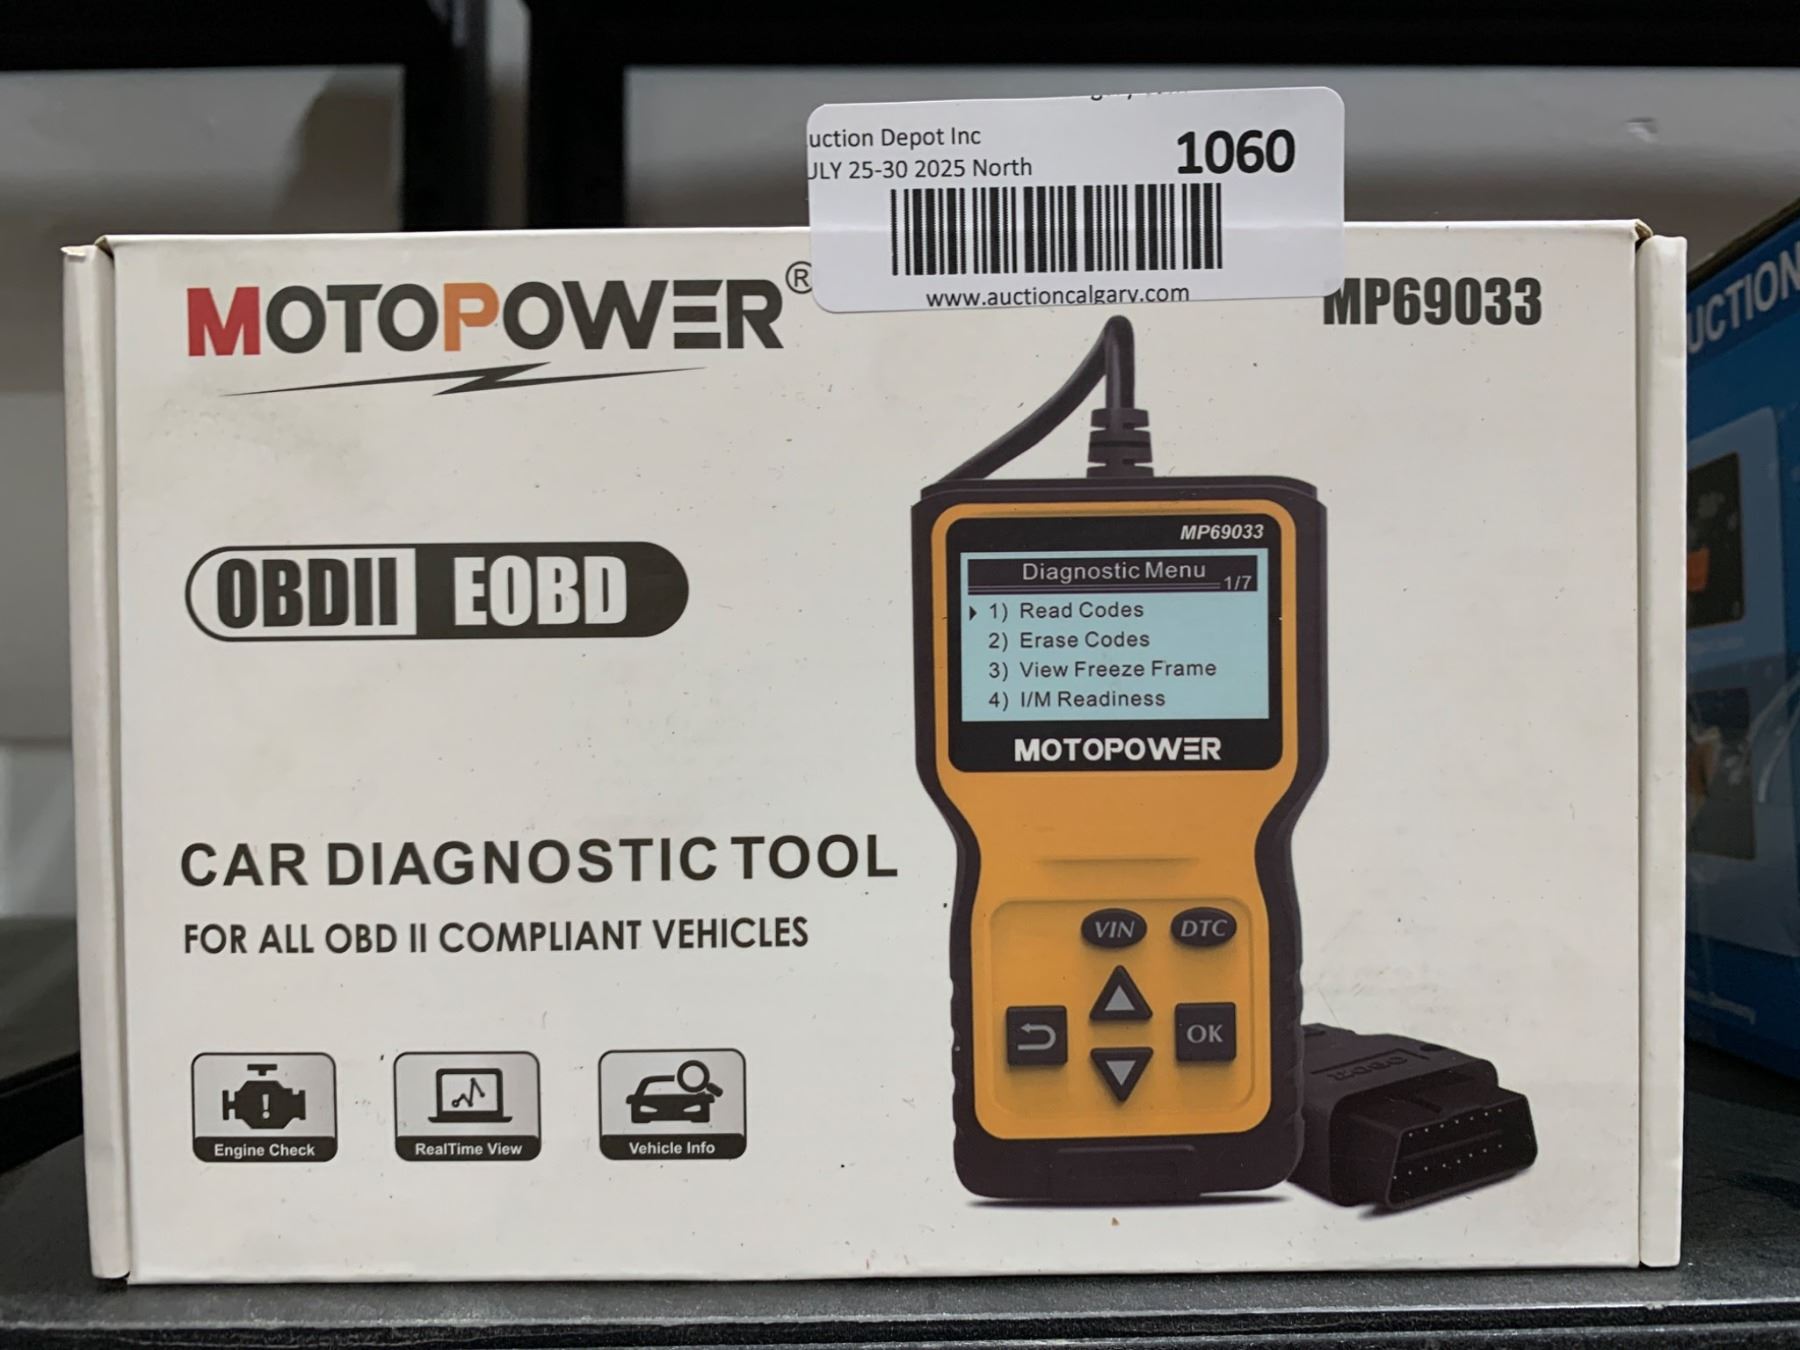 uction Depot Inc
ULY 25-30 2025 North
1060
www.auctioncalgary.com
MOTOPOWER®
MP69033
OBDII EOBD
CAR DIAGNOSTIC TOOL
FOR ALL OBD II COMPLIANT VEHICLES
Engine Check
RealTime View
Vehicle Info
MP69033
Diagnostic Menu
1/7
1) Read Codes
2) Erase Codes
3) View Freeze Frame
4) I/M Readiness
MOTOPOWER
VIN
DTC
OK
OBDII
UCTION